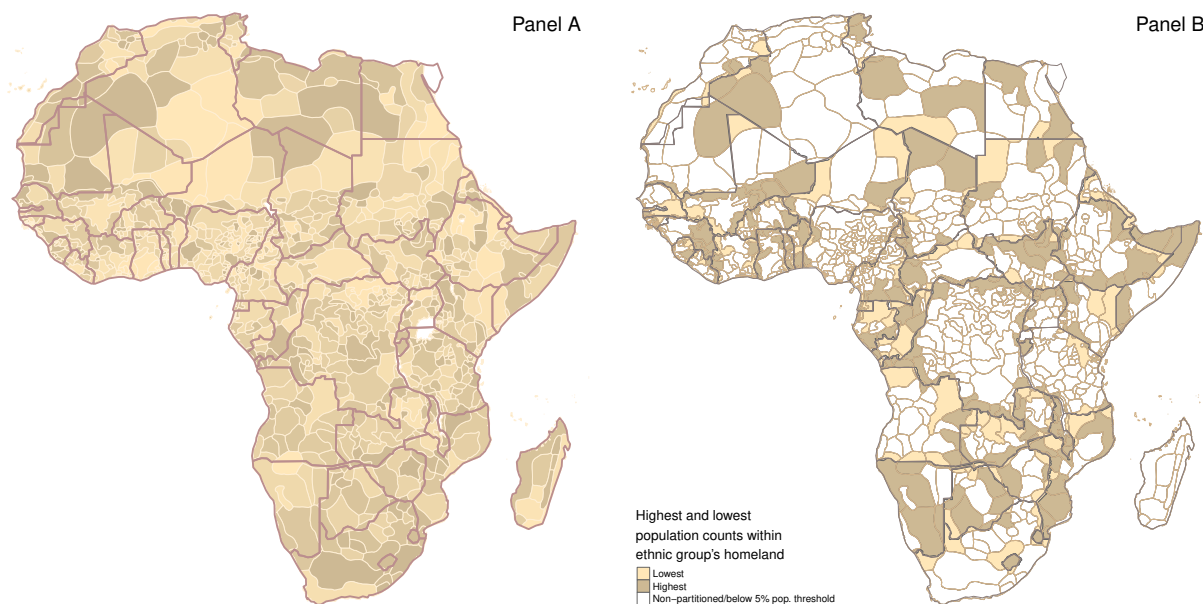 Panel A
Panel B
Highest and lowest
population counts within
ethnic group's homeland
Lowest
Highest
Non-partitioned/below 5% pop. threshold